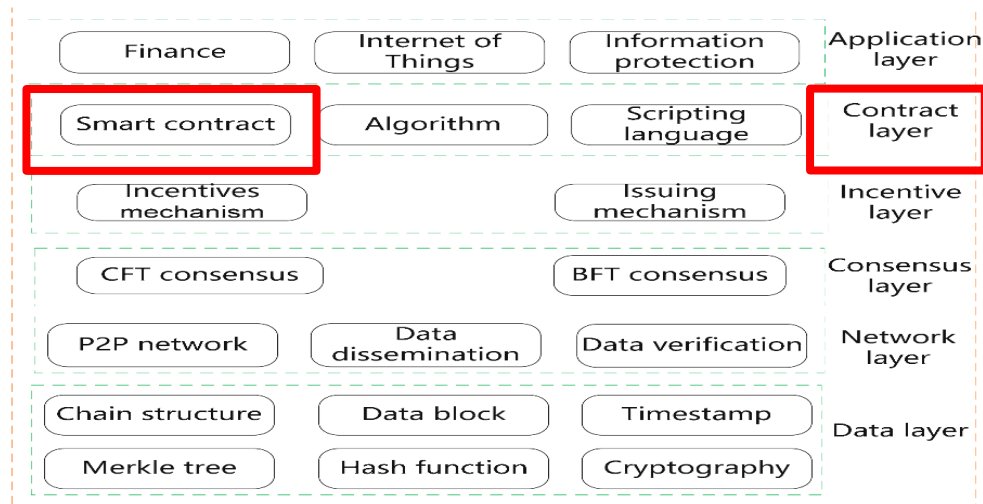 Finance
Internet of
Things
Information
protection
Application
layer
Smart contract
Algorithm
Scripting
language
Contract
layer
Incentives
mechanism
Issuing
mechanism
Incentive
layer
CFT consensus
BFT consensus
Consensus
layer
P2P network
Data
dissemination
Data verification
Network
layer
Chain structure
Data block
Timestamp
Merkle tree
Hash function
Cryptography
Data layer